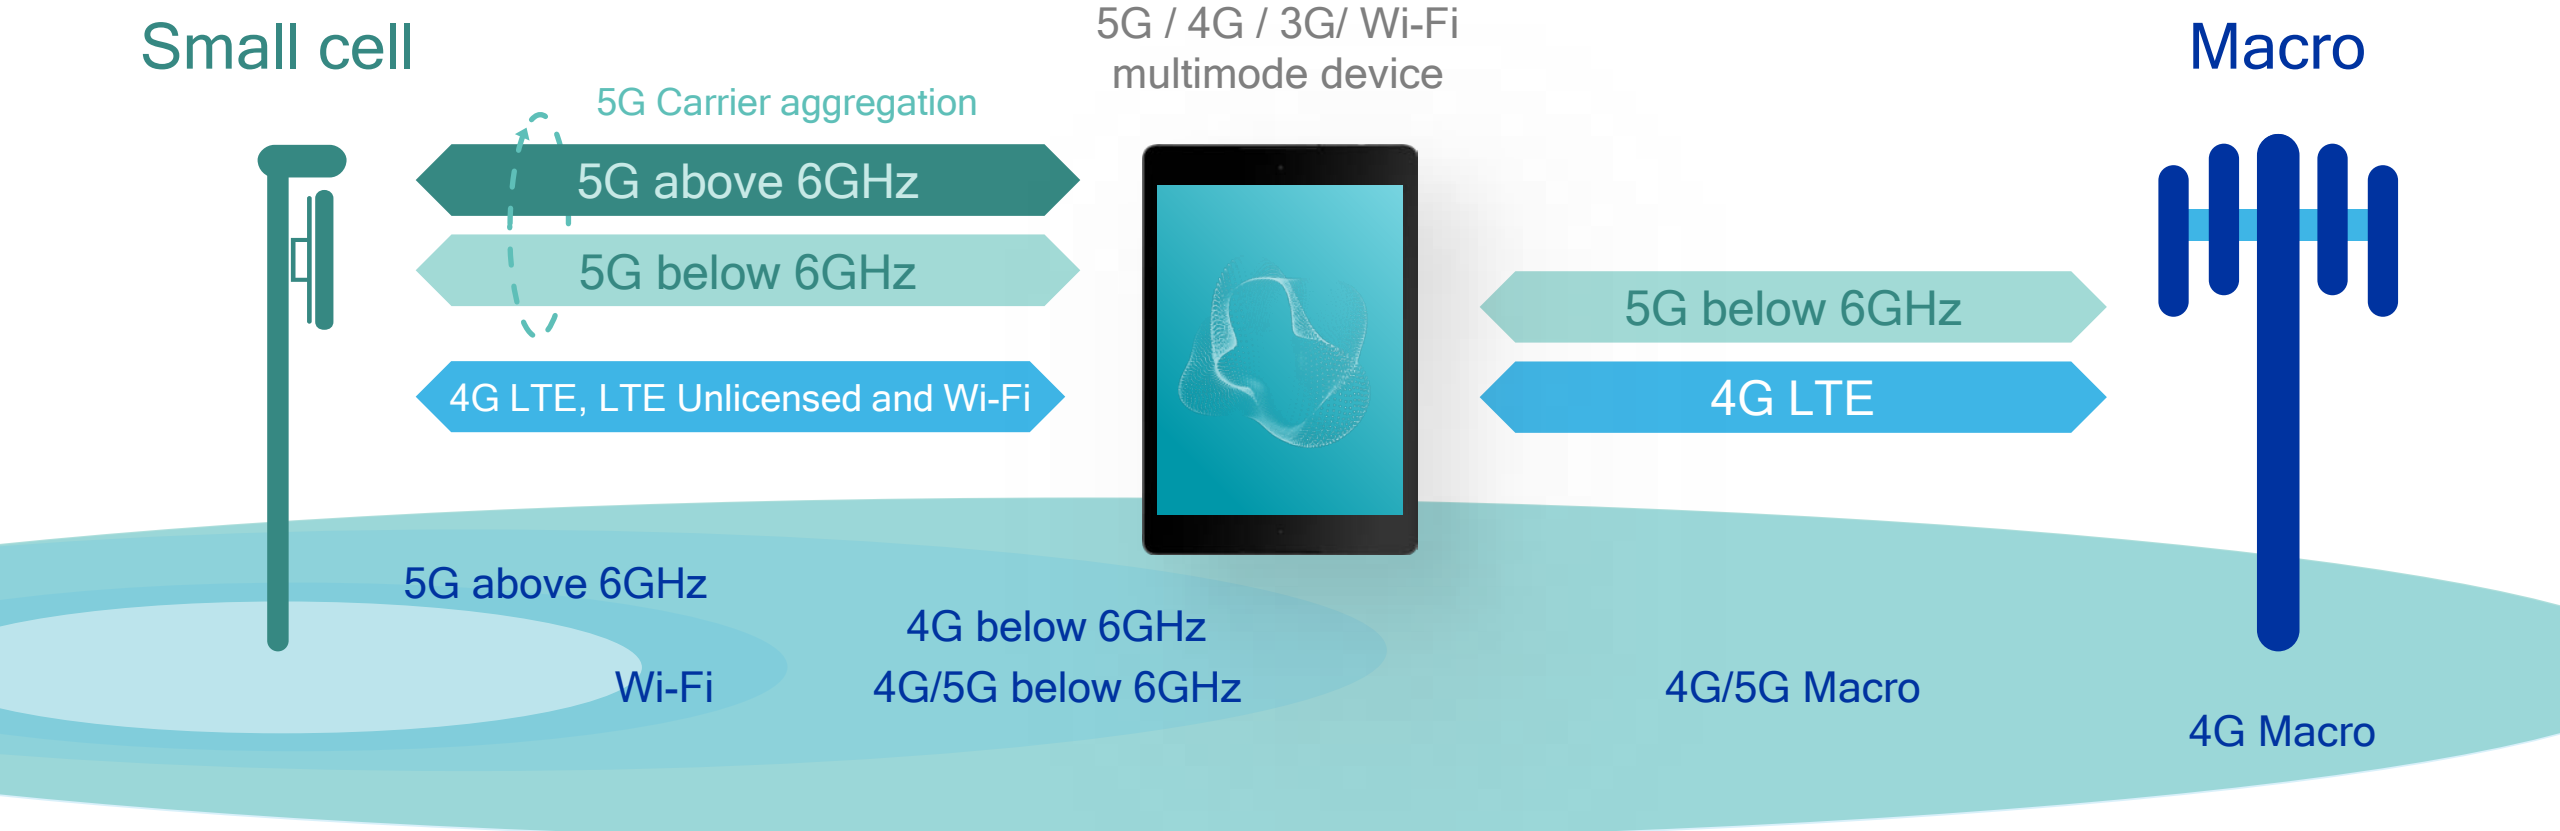 Small cell
5G / 4G / 3G/ Wi-Fi
multimode device
Macro
5G Carrier aggregation
5G above 6GHz
5G below 6GHz
4G LTE, LTE Unlicensed and Wi-Fi
5G below 6GHz
4G LTE
5G above 6GHz
4G below 6GHz
Wi-Fi
4G/5G below 6GHz
4G/5G Macro
4G Macro